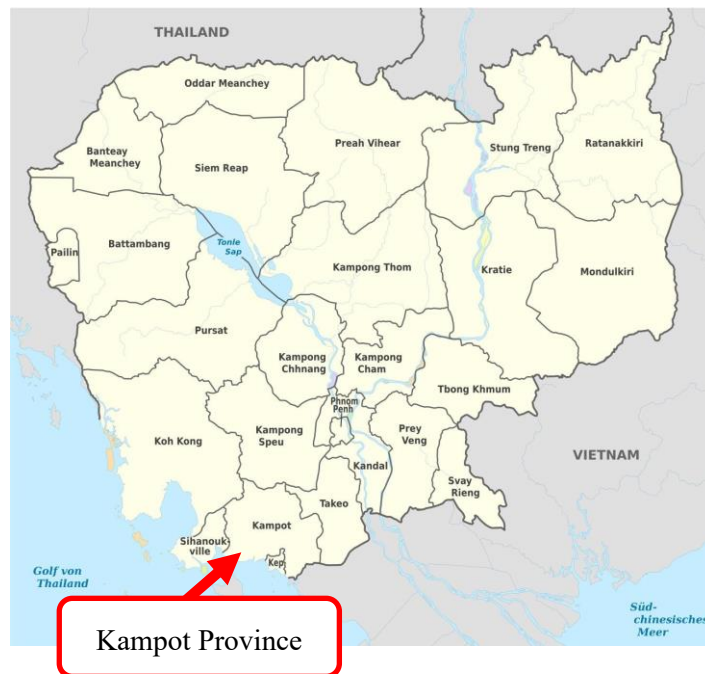 THAILAND
Oddar Meanchey
Banteay
Meanchey
Siem Reap
Preah Vihear
Stung Treng
Ratanakkiri
Pailin
Battambang
Tonle
Sap
Kampong Thom
Kratie
Mondulkiri
Pursat
Kampong
Chhnang
Kampong
Cham
Tbong Khmum
Phnom
Penh
Koh Kong
Kampong
Speu
Prey
Veng
Kandal
Svay
Rieng
VIETNAM
Takeo
Kampot
Sihanouk-
ville
Kep
Golf von
Thailand
Süd-
chinesisches
Meer
Kampot Province